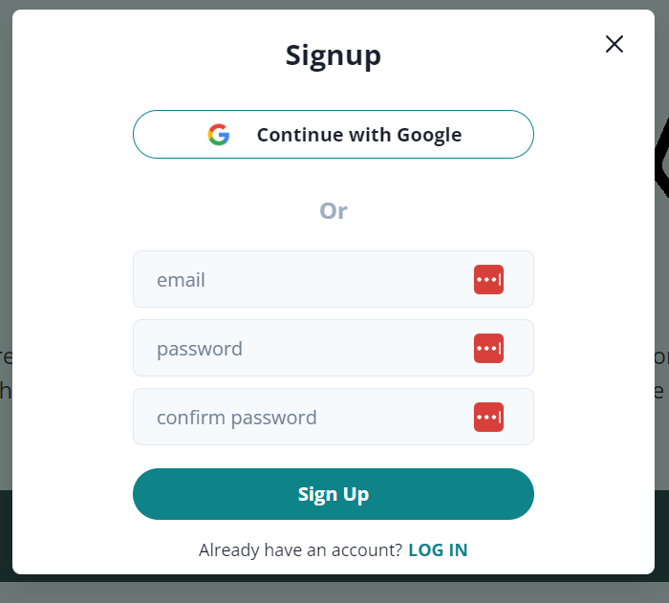 Signup
Continue with Google
Or
email
password
confirm password
Sign Up
Already have an account? LOG IN